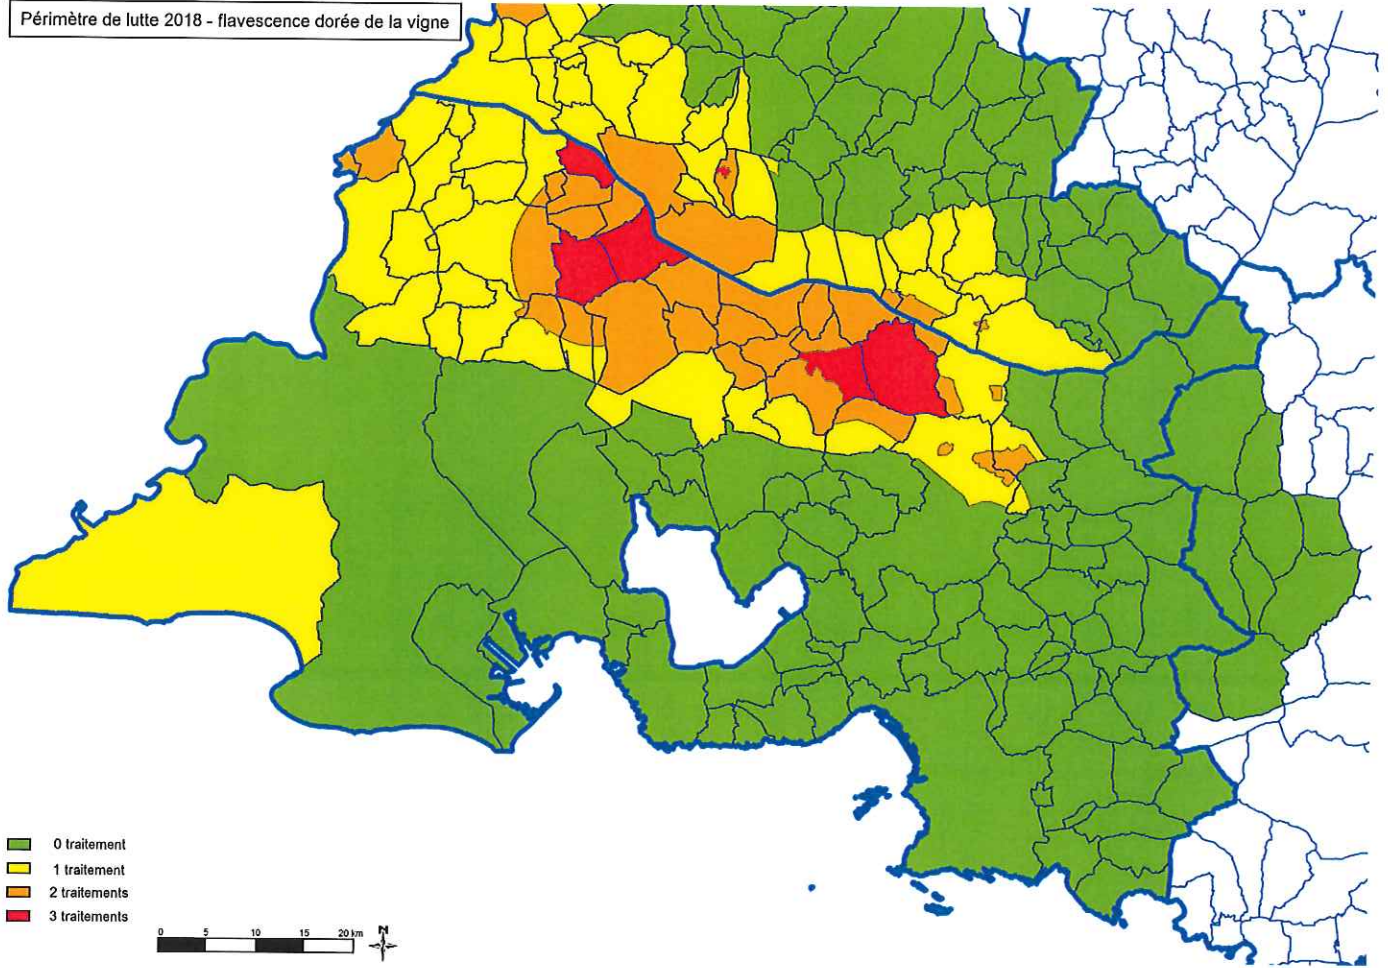 Périmètre de lutte 2018 - flavescence dorée de la vigne
0 traitement
1 traitement
2 traitements
3 traitements
0 5 10 15 20 km
N